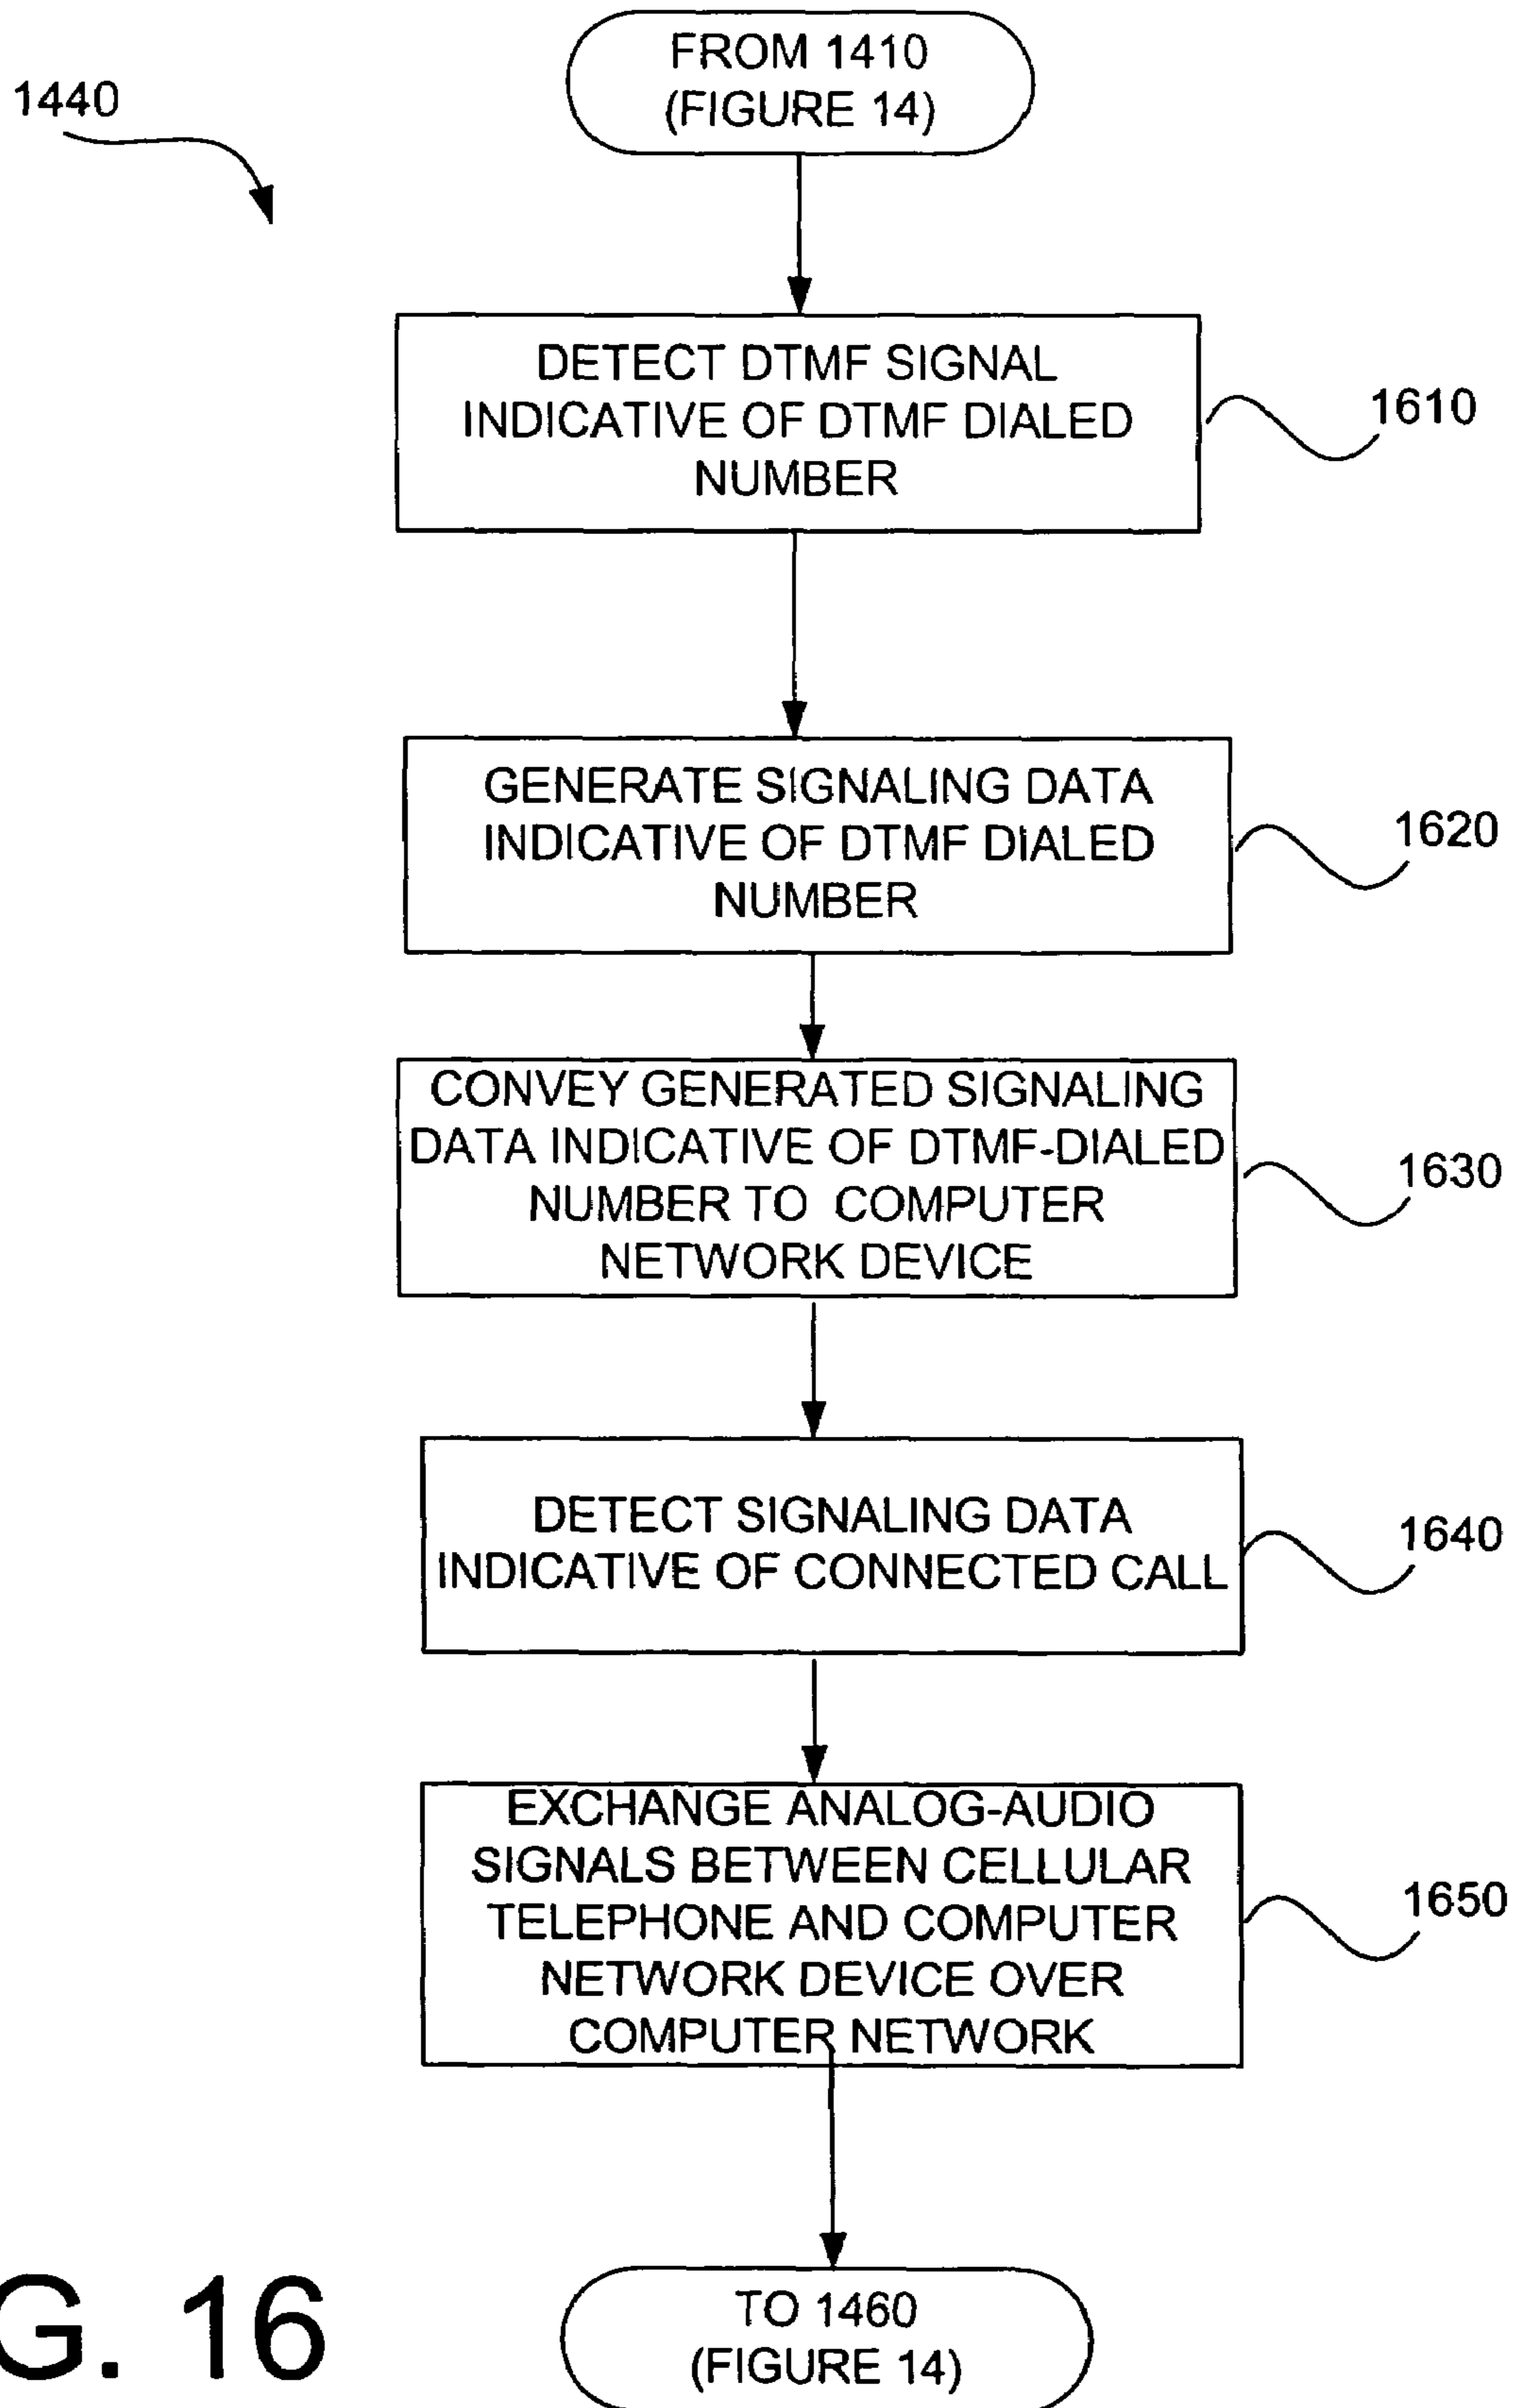 FROM 1410
(FIGURE 14)
1440
DETECT DTMF SIGNAL
INDICATIVE OF DTMF DIALED
NUMBER
1610
GENERATE SIGNALING DATA
INDICATIVE OF DTMF DIALED
NUMBER
1620
CONVEY GENERATED SIGNALING
DATA INDICATIVE OF DTMF-DIALED
NUMBER TO COMPUTER
NETWORK DEVICE
1630
DETECT SIGNALING DATA
INDICATIVE OF CONNECTED CALL
1640
EXCHANGE ANALOG-AUDIO
SIGNALS BETWEEN CELLULAR
TELEPHONE AND COMPUTER
NETWORK DEVICE OVER
COMPUTER NETWORK
1650
TO 1460
(FIGURE 14)
G. 16